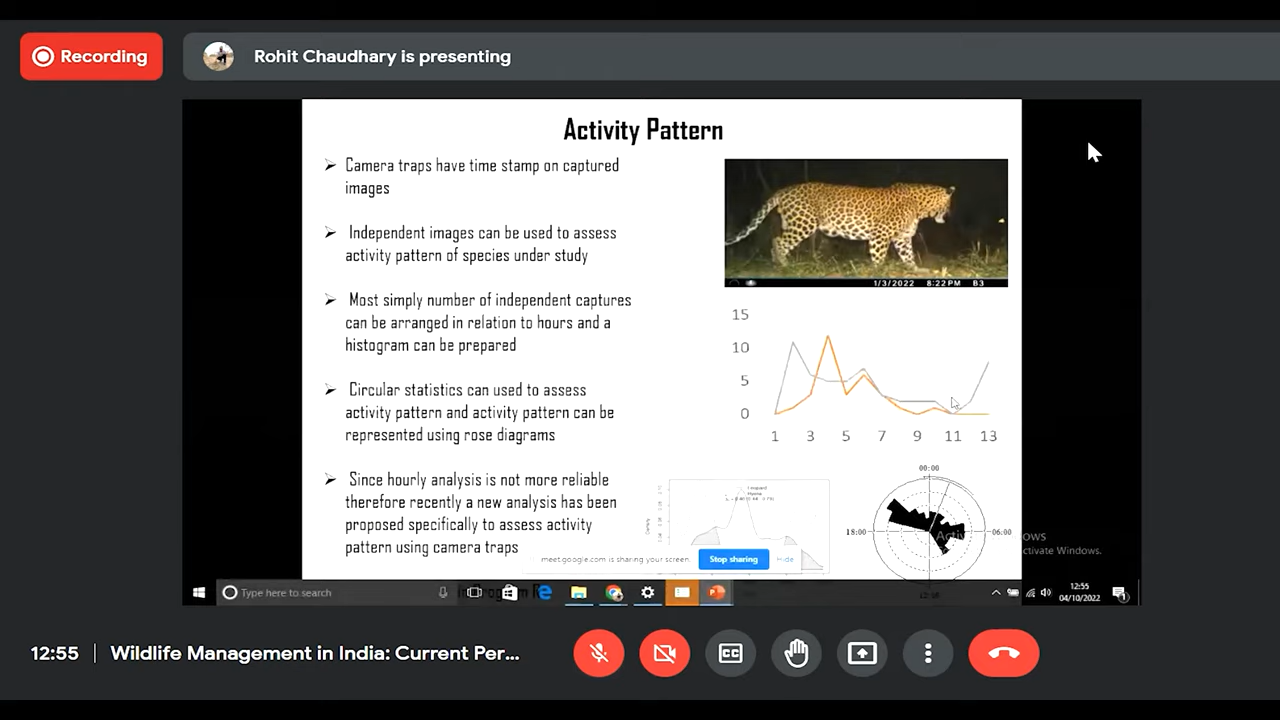 Recording
Rohit Chaudhary is presenting
Activity Pattern
Camera traps have time stamp on captured
images
Independent images can be used to assess
activity pattern of species under study
Most simply number of independent captures
can be arranged in relation to hours and a
histogram can be prepared
Circular statistics can used to assess
activity pattern and activity pattern can be
represented using rose diagrams
Since hourly analysis is not more reliable
therefore recently a new analysis has been
proposed specifically to assess activity
pattern using camera traps
1/3/2022 8:22PM B3
15
10
5
0
1 3 5 7 9 11 13
00:00
18:00
06:00
Density
meet.google.com is sharing your screen.
Stop sharing
Hide
Activate Windows.
Type here to search
12:55
04/10/2022
1
12:55
Wildlife Management in India: Current Per...
CC